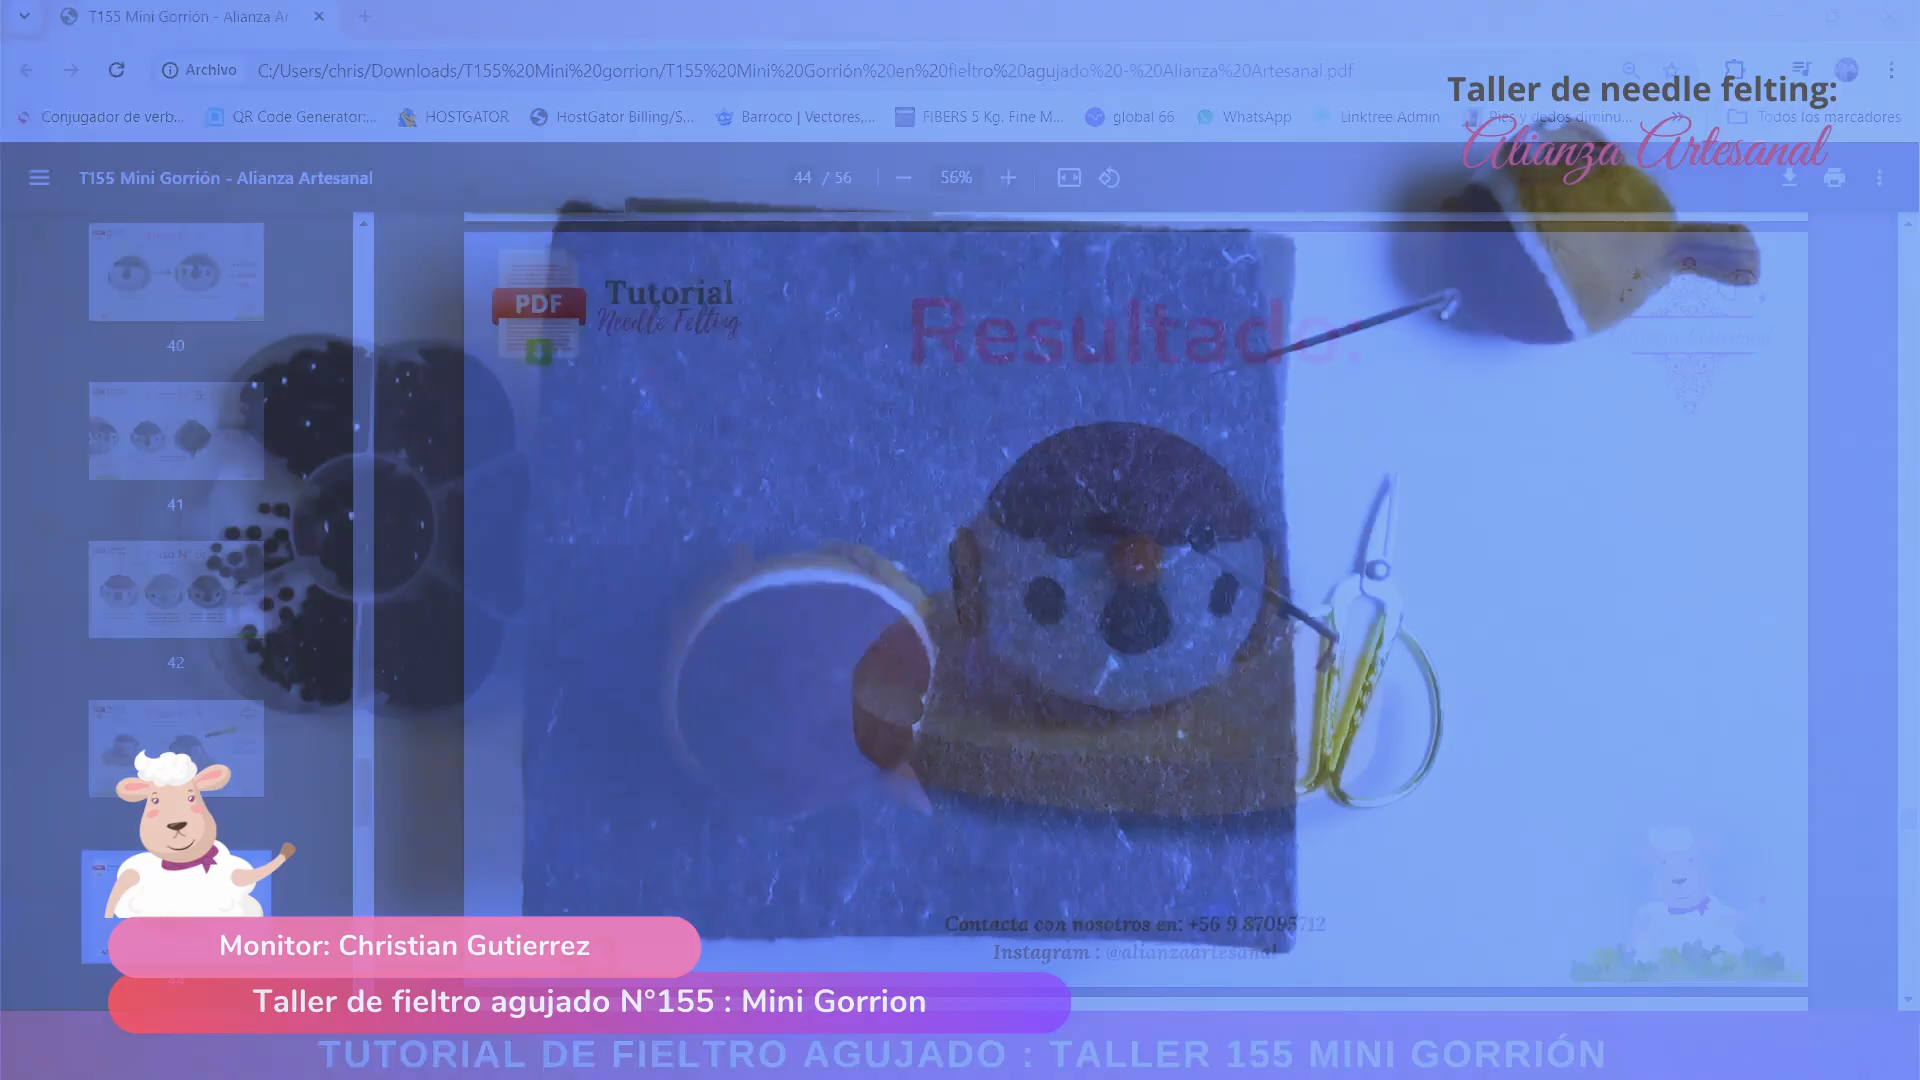 T155 Mini Gorrión - Alianza Ar
Archivo
C:/Users/chris/Downloads/T155%20Mini%20gorrion/T155%20Mini%20Gorrión%20en%20fieltro%20agujado%20-%20Alianza%20Artesanal.pdf
Taller de needle felting:
Alianza Artesanal
Conjugador de verb...
QR Code Generator:...
HOSTGATOR
HostGator Billing/S...
Barroco | Vectores,...
FIBERS 5 Kg. Fine M...
global 66
WhatsApp
Linktree Admin
Pies y dedos diminu...
Todos los marcadores
T155 Mini Gorrión - Alianza Artesanal
44 / 56
56%
PDF
Tutorial
Needle Felting
Resultado:
40
41
42
44
Contacta con nosotros en: +56 9 87095712
Instagram : @alianzaartesanal
Monitor: Christian Gutierrez
Taller de fieltro agujado N°155 : Mini Gorrion
TUTORIAL DE FIELTRO AGUJADO : TALLER 155 MINI GORRIÓN